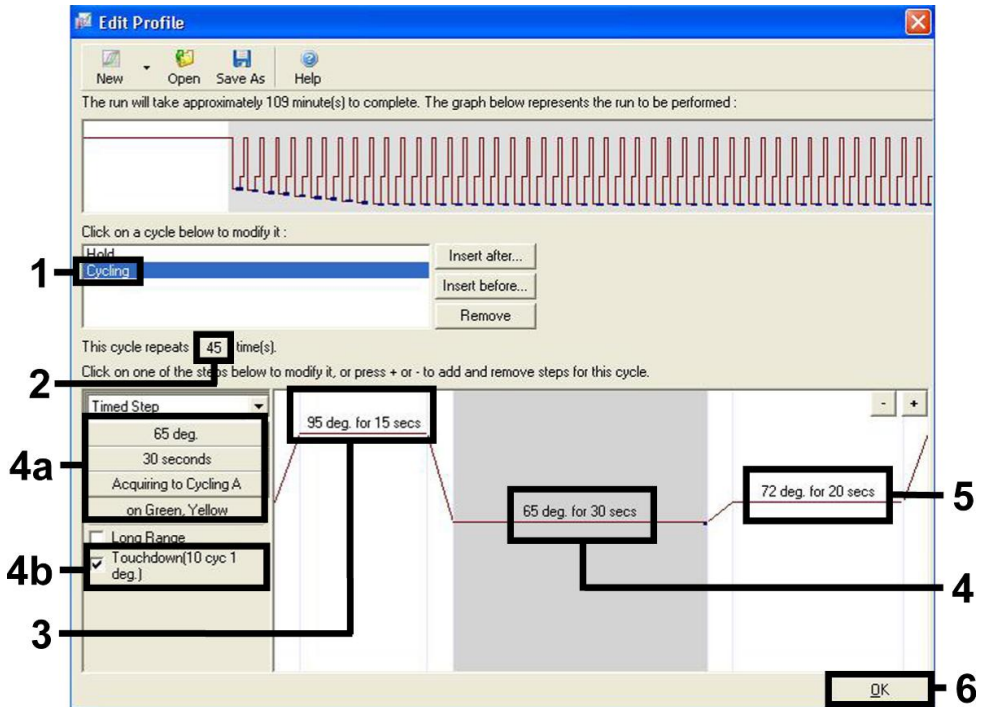 Edit Profile
New Open Save As Help
The run will take approximately 109 minute(s) to complete. The graph below represents the run to be performed :
Click on a cycle below to modify it :
Hold
Insert after...
1 Cycling
Insert before...
Remove
This cycle repeats 45 time(s).
2
Click on one of the steps below to modify it, or press + or - to add and remove steps for this cycle.
Timed Step
- +
65 deg.
30 seconds
4a
Acquiring to Cycling A
on Green, Yellow
Long Range
4b
Touchdown(10 cyc 1
deg.)
95 deg. for 15 secs
3
65 deg. for 30 secs
4
72 deg. for 20 secs
5
OK
6